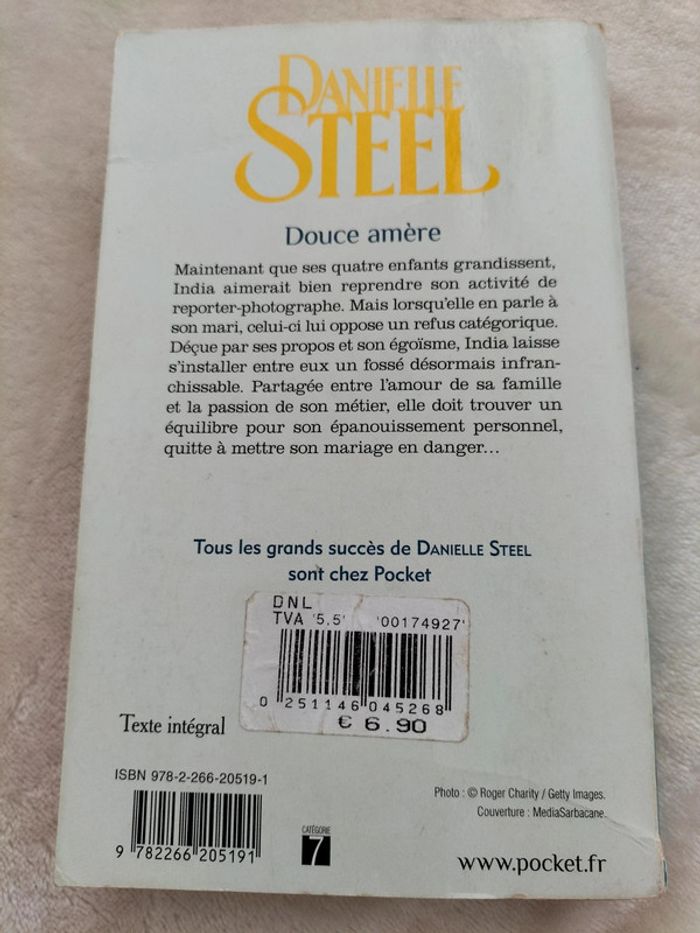 DANIELLE
STEEL
Douce amère
Maintenant que ses quatre enfants grandissent,
India aimerait bien reprendre son activité de
reporter-photographe. Mais lorsqu'elle en parle à
son mari, celui-ci lui oppose un refus catégorique.
Déçue par ses propos et son égoïsme, India laisse
s'installer entre eux un fossé désormais infran-
chissable. Partagée entre l'amour de sa famille
et la passion de son métier, elle doit trouver un
équilibre pour son épanouissement personnel,
quitte à mettre son mariage en danger...
Tous les grands succès de DANIELLE STEEL
sont chez Pocket
DNL
TVA '5.5' '00174927'
0 251146 045268
€ 6.90
Texte intégral
ISBN 978-2-266-20519-1
9 782266 205191
CATÉGORIE
7
Photo : © Roger Charity / Getty Images.
Couverture : MediaSarbacane.
www.pocket.fr